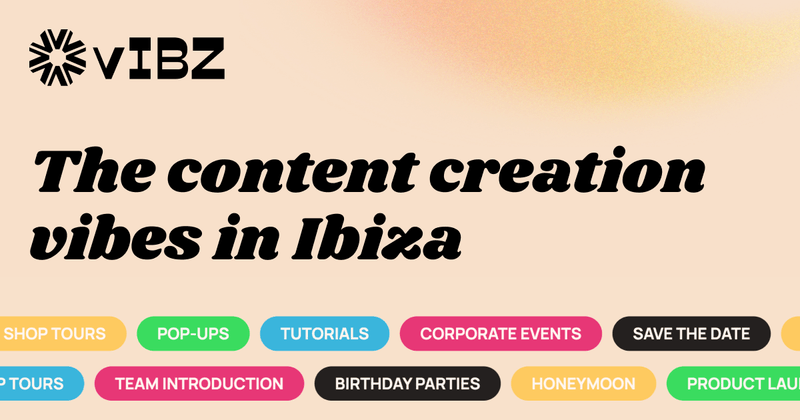 vIBZ
The content creation
vibes in Ibiza
SHOP TOURS POP-UPS TUTORIALS CORPORATE EVENTS SAVE THE DATE
P TOURS TEAM INTRODUCTION BIRTHDAY PARTIES HONEYMOON PRODUCT LAU